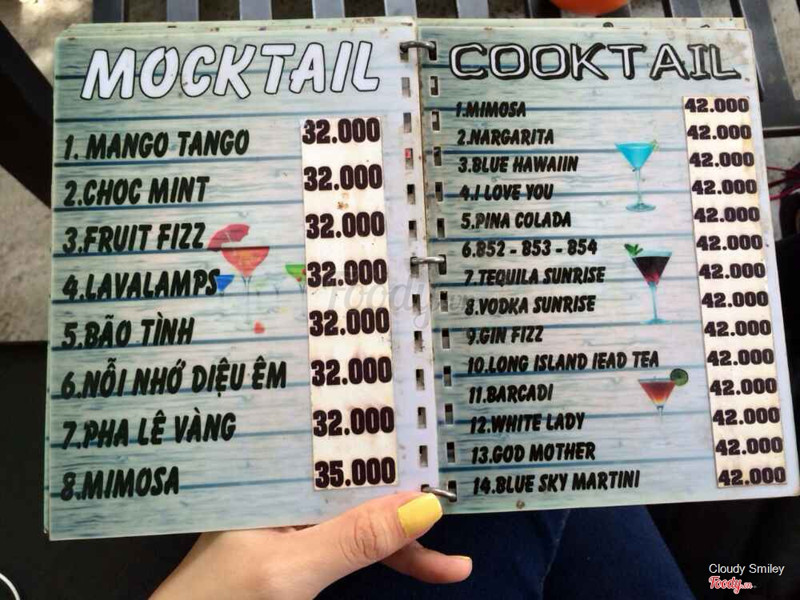 MOCKTAIL
1. MANGO TANGO 32.000
2.CHOC MINT 32.000
3.FRUIT FIZZ 32.000
4.LAVALAMPS 32.000
5.BÃO TÌNH 32.000
6.NỖI NHỚ DIỆU ÊM 32.000
7.PHA LÊ VÀNG 32.000
8.MIMOSA 35.000
COOKTAIL
1.MIMOSA 42.000
2.NARGARITA 42.000
3.BLUE HAWAIIN 42.000
4.I LOVE YOU 42.000
5.PINA COLADA 42.000
6.852 - 853 - 854 42.000
7.TEQUILA SUNRISE 42.000
8.VODKA SUNRISE 42.000
9.GIN FIZZ 42.000
10.LONG ISLAND IEAD TEA 42.000
11.BARCADI 42.000
12.WHITE LADY 42.000
13.GOD MOTHER 42.000
14.BLUE SKY MARTINI 42.000
Foody.vn
Cloudy Smiley
Foody.vn